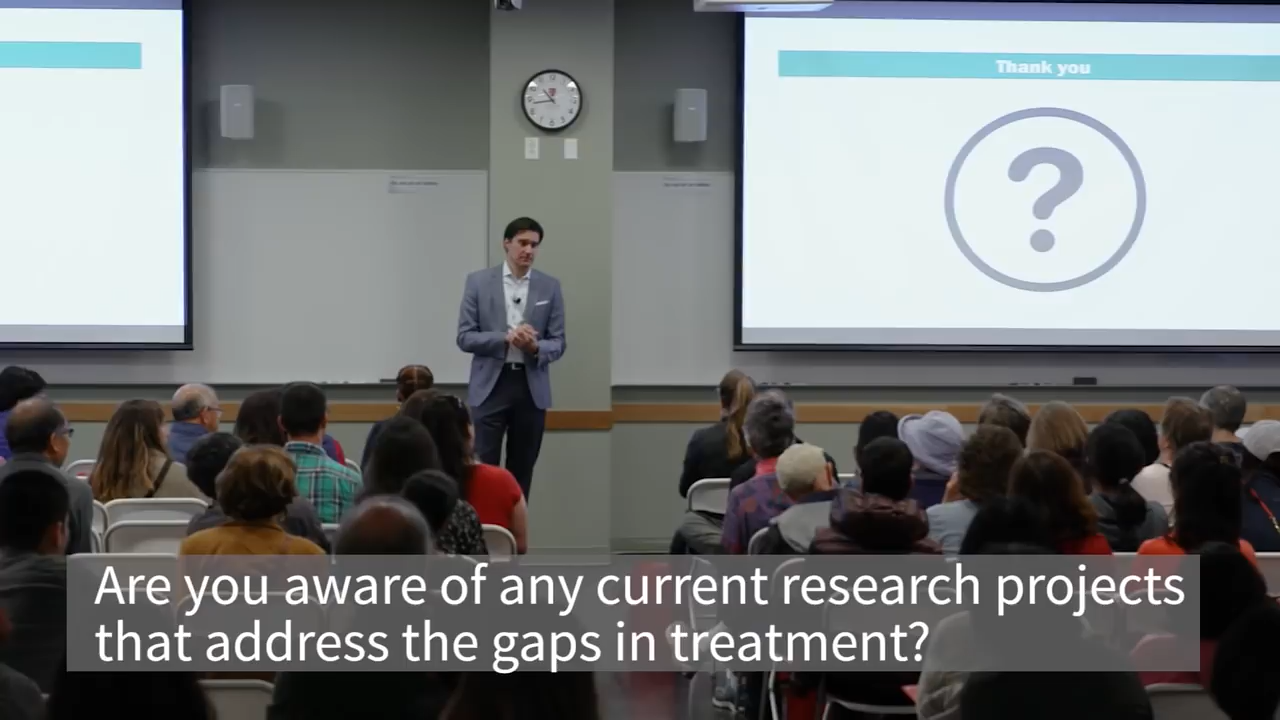 Thank you
?
Are you aware of any current research projects
that address the gaps in treatment?